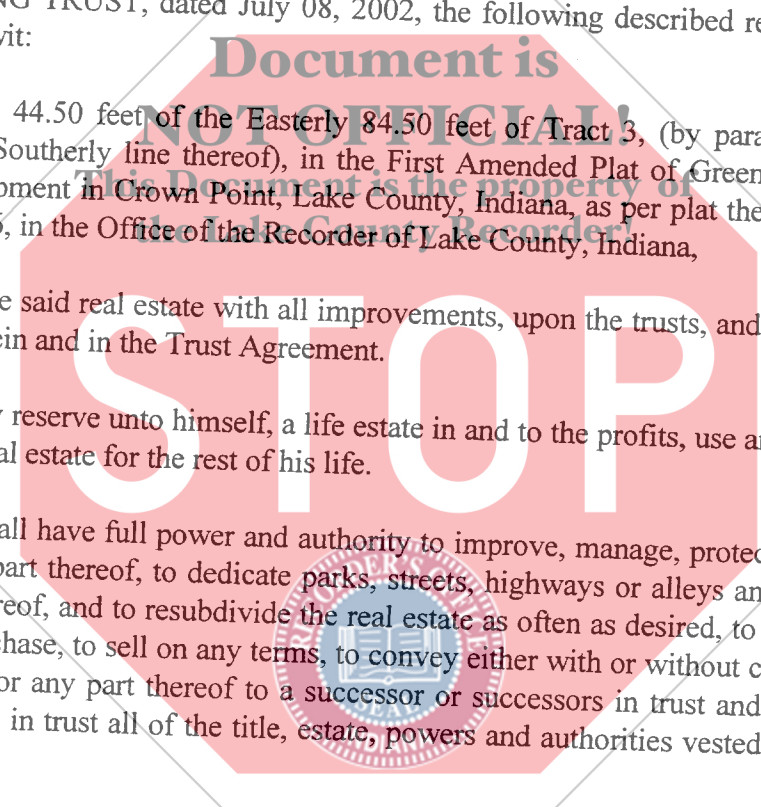 NG TRUST, dated July 08, 2002, the following described re
vit:
Document is
NOT OFFICIAL!
This Document is the property of
the Lake County Recorder!
44.50 feet of the Easterly 84.50 feet of Tract 3, (by para
Southerly line thereof), in the First Amended Plat of Green
pment in Crown Point, Lake County, Indiana, as per plat the
, in the Office of the Recorder of Lake County, Indiana,
e said real estate with all improvements, upon the trusts, and
ein and in the Trust Agreement.
STOP
reserve unto himself, a life estate in and to the profits, use a
al estate for the rest of his life.
all have full power and authority to improve, manage, protec
part thereof, to dedicate parks, streets, highways or alleys an
reof, and to resubdivide the real estate as often as desired, to
chase, to sell on any terms, to convey either with or without c
or any part thereof to a successor or successors in trust and
in trust all of the title, estate, powers and authorities vested
SEAL
INDIANA